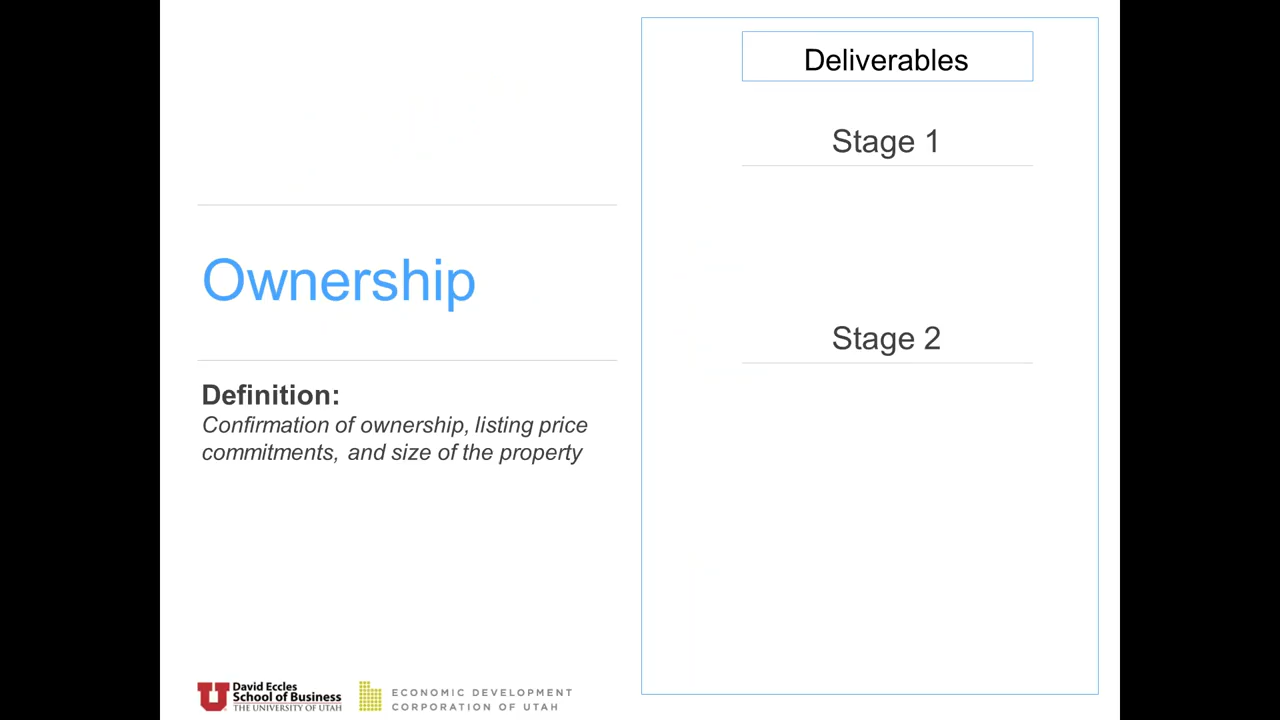 Ownership
Definition:
Confirmation of ownership, listing price
commitments, and size of the property
Deliverables
Stage 1
Stage 2
U
David Eccles
School of Business
THE UNIVERSITY OF UTAH
ECONOMIC DEVELOPMENT
CORPORATION OF UTAH